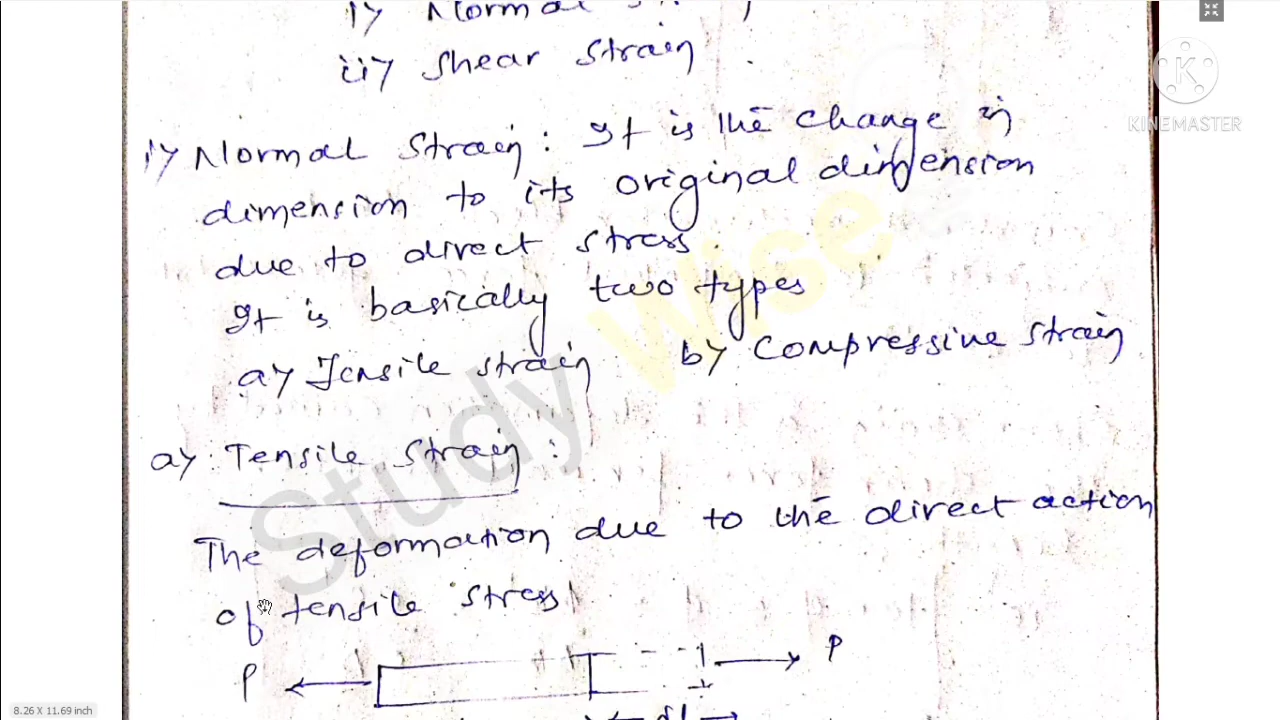 i) Normal
ii) Shear Strain
i) Normal Strain: It is the change in
dimension to its original dimension
due to direct stress.
It is basically two types
a) Tensile strain b) Compressive strain
a) Tensile Strain:
The deformation due to the direct action
of tensile stress
P P
δl
Study Wise
K
KINEMASTER
8.26 X 11.69 inch